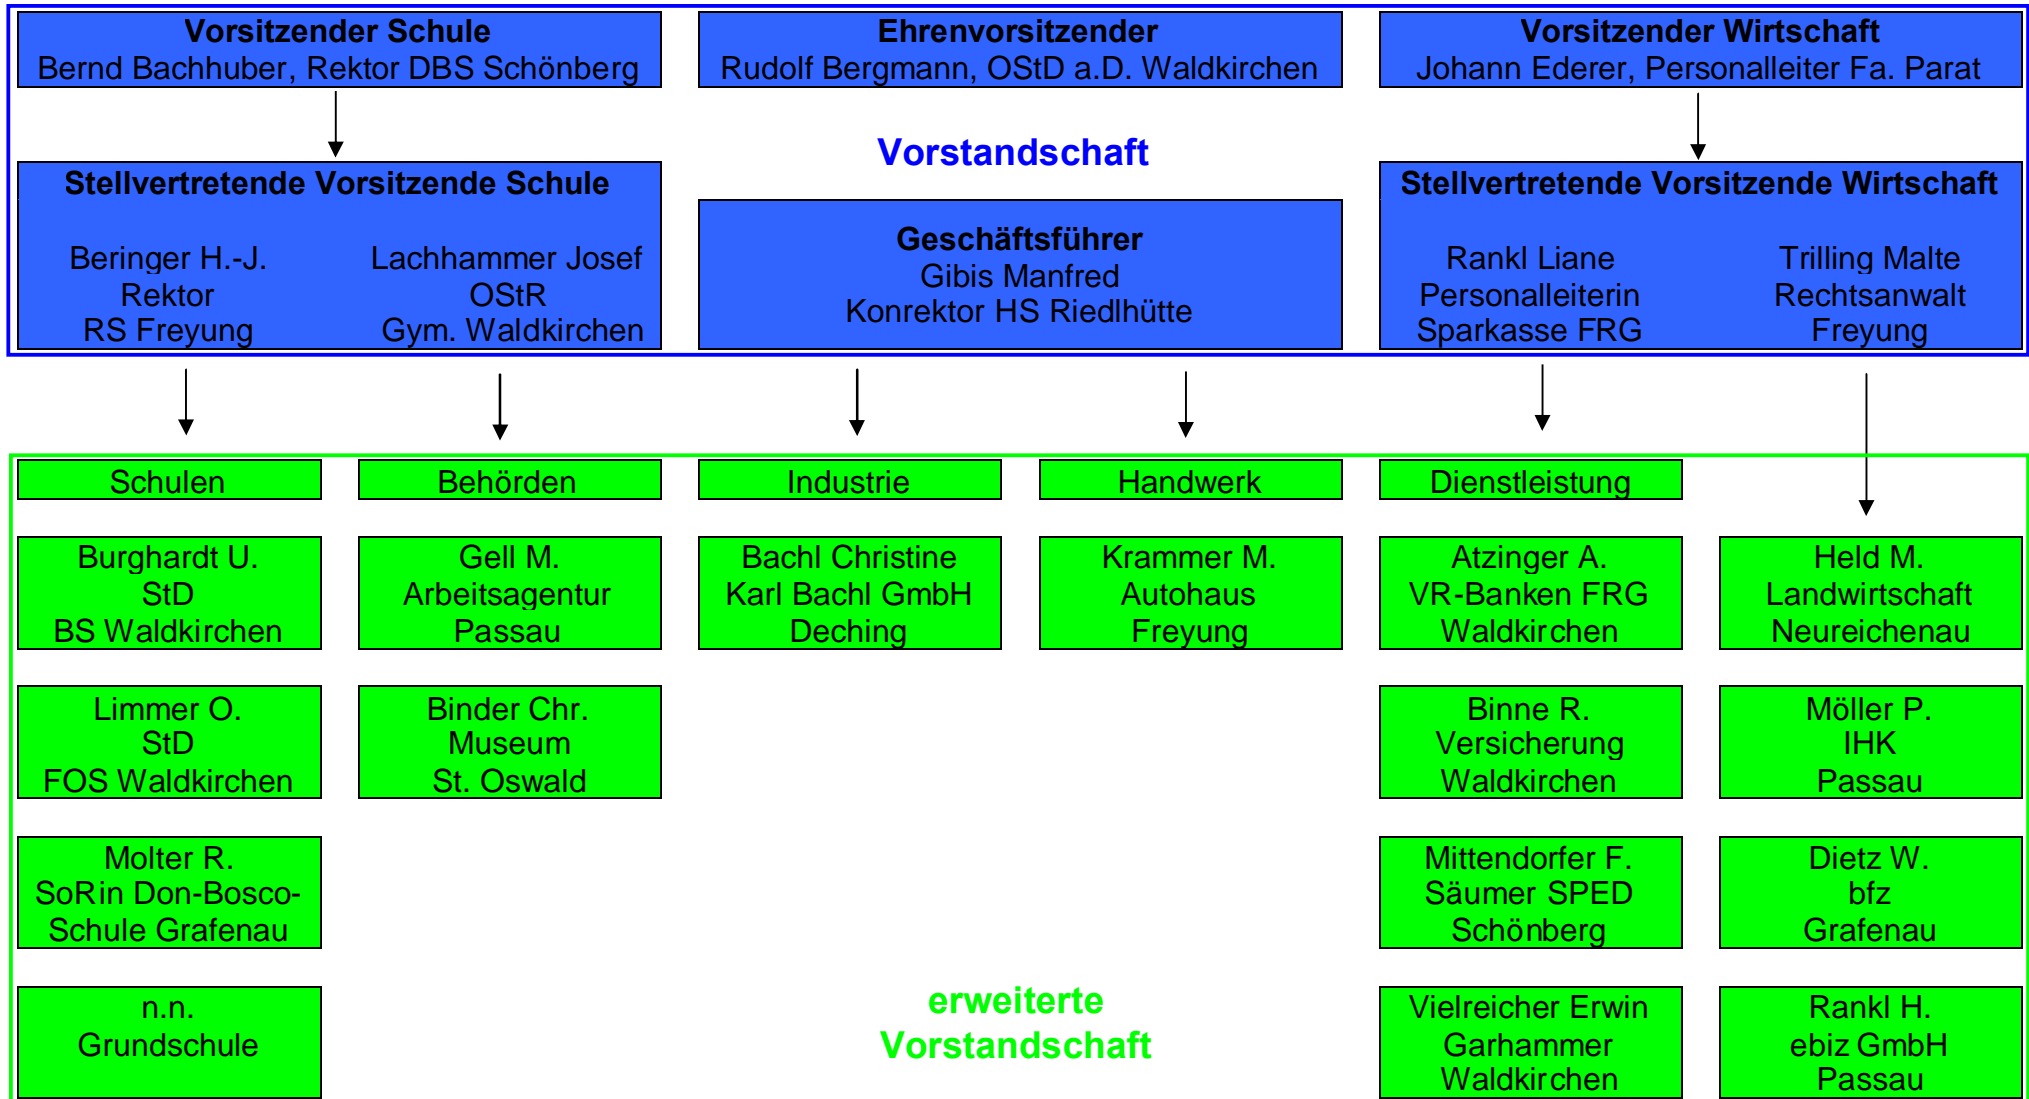 Vorsitzender Schule
Bernd Bachhuber, Rektor DBS Schönberg
Ehrenvorsitzender
Rudolf Bergmann, OStD a.D. Waldkirchen
Vorsitzender Wirtschaft
Johann Ederer, Personalleiter Fa. Parat
Vorstandschaft
Stellvertretende Vorsitzende Schule
Beringer H.-J.
Rektor
RS Freyung
Lachhammer Josef
OStR
Gym. Waldkirchen
Geschäftsführer
Gibis Manfred
Konrektor HS Riedlhütte
Stellvertretende Vorsitzende Wirtschaft
Rankl Liane
Personalleiterin
Sparkasse FRG
Trilling Malte
Rechtsanwalt
Freyung
Schulen
Behörden
Industrie
Handwerk
Dienstleistung
Burghardt U.
StD
BS Waldkirchen
Gell M.
Arbeitsagentur
Passau
Bachl Christine
Karl Bachl GmbH
Deching
Krammer M.
Autohaus
Freyung
Atzinger A.
VR-Banken FRG
Waldkirchen
Held M.
Landwirtschaft
Neureichenau
Limmer O.
StD
FOS Waldkirchen
Binder Chr.
Museum
St. Oswald
Binne R.
Versicherung
Waldkirchen
Möller P.
IHK
Passau
Molter R.
SoRin Don-Bosco-
Schule Grafenau
Mittendorfer F.
Säumer SPED
Schönberg
Dietz W.
bfz
Grafenau
n.n.
Grundschule
erweiterte
Vorstandschaft
Vielreicher Erwin
Garhammer
Waldkirchen
Rankl H.
ebiz GmbH
Passau